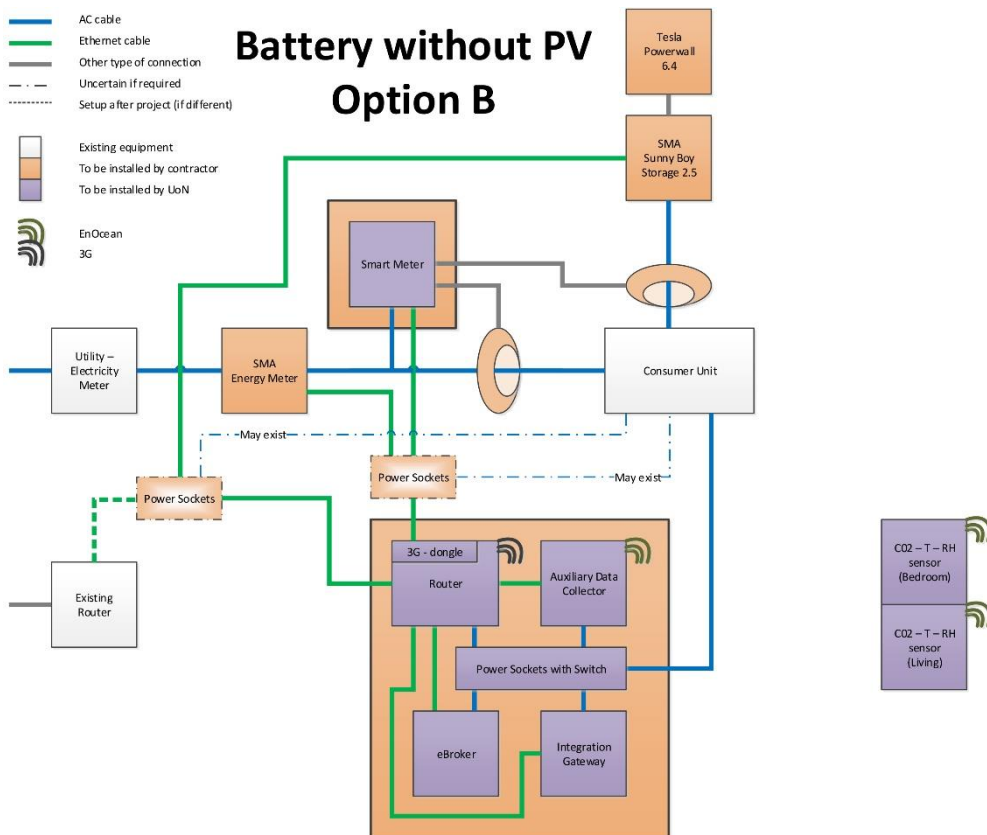 AC cable
Ethernet cable
Other type of connection
Uncertain if required
Setup after project (if different)
Existing equipment
To be installed by contractor
To be installed by UoN
EnOcean
3G
Battery without PV
Option B
Tesla
Powerwall
6.4
SMA
Sunny Boy
Storage 2.5
Smart Meter
Utility –
Electricity
Meter
SMA
Energy Meter
Consumer Unit
May exist
Power Sockets
May exist
Power Sockets
3G - dongle
Router
Auxiliary Data
Collector
Existing
Router
Power Sockets with Switch
eBroker
Integration
Gateway
C02 – T – RH
sensor
(Bedroom)
C02 – T – RH
sensor
(Living)